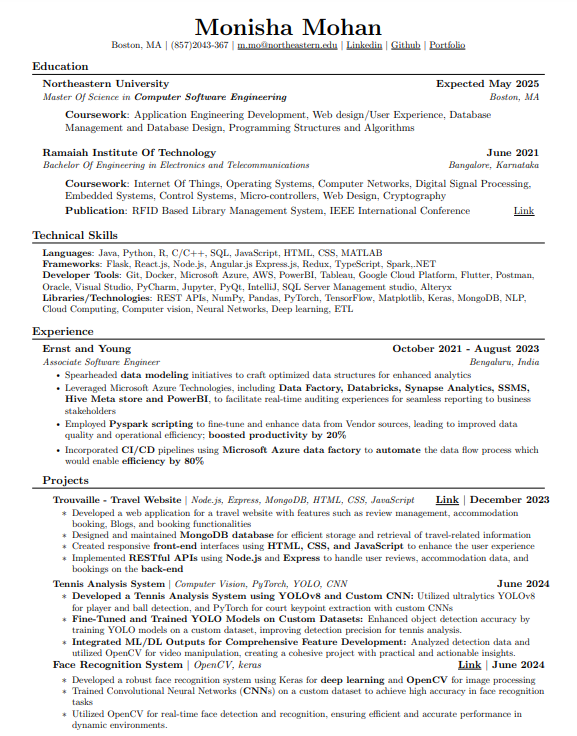 Monisha Mohan
Boston, MA | (857)2043-367 | m.mo@northeastern.edu | Linkedin | Github | Portfolio
Education
Northeastern University Expected May 2025
Master Of Science in Computer Software Engineering Boston, MA
Coursework: Application Engineering Development, Web design/User Experience, Database
Management and Database Design, Programming Structures and Algorithms
Ramaiah Institute Of Technology June 2021
Bachelor Of Engineering in Electronics and Telecommunications Bangalore, Karnataka
Coursework: Internet Of Things, Operating Systems, Computer Networks, Digital Signal Processing,
Embedded Systems, Control Systems, Micro-controllers, Web Design, Cryptography
Publication: RFID Based Library Management System, IEEE International Conference Link
Technical Skills
Languages: Java, Python, R, C/C++, SQL, JavaScript, HTML, CSS, MATLAB
Frameworks: Flask, React.js, Node.js, Angular.js Express.js, Redux, TypeScript, Spark,.NET
Developer Tools: Git, Docker, Microsoft Azure, AWS, PowerBI, Tableau, Google Cloud Platform, Flutter, Postman,
Oracle, Visual Studio, PyCharm, Jupyter, PyQt, IntelliJ, SQL Server Management studio, Alteryx
Libraries/Technologies: REST APIs, NumPy, Pandas, PyTorch, TensorFlow, Matplotlib, Keras, MongoDB, NLP,
Cloud Computing, Computer vision, Neural Networks, Deep learning, ETL
Experience
Ernst and Young October 2021 - August 2023
Associate Software Engineer Bengaluru, India
• Spearheaded data modeling initiatives to craft optimized data structures for enhanced analytics
• Leveraged Microsoft Azure Technologies, including Data Factory, Databricks, Synapse Analytics, SSMS,
Hive Meta store and PowerBI, to facilitate real-time auditing experiences for seamless reporting to business
stakeholders
• Employed Pyspark scripting to fine-tune and enhance data from Vendor sources, leading to improved data
quality and operational efficiency; boosted productivity by 20%
• Incorporated CI/CD pipelines using Microsoft Azure data factory to automate the data flow process which
would enable efficiency by 80%
Projects
Trouvaille - Travel Website | Node.js, Express, MongoDB, HTML, CSS, JavaScript Link | December 2023
* Developed a web application for a travel website with features such as review management, accommodation
booking, Blogs, and booking functionalities
* Designed and maintained MongoDB database for efficient storage and retrieval of travel-related information
* Created responsive front-end interfaces using HTML, CSS, and JavaScript to enhance the user experience
* Implemented RESTful APIs using Node.js and Express to handle user reviews, accommodation data, and
bookings on the back-end
Tennis Analysis System | Computer Vision, PyTorch, YOLO, CNN June 2024
* Developed a Tennis Analysis System using YOLOv8 and Custom CNN: Utilized ultralytics YOLOv8
for player and ball detection, and PyTorch for court keypoint extraction with custom CNNs
* Fine-Tuned and Trained YOLO Models on Custom Datasets: Enhanced object detection accuracy by
training YOLO models on a custom dataset, improving detection precision for tennis analysis.
* Integrated ML/DL Outputs for Comprehensive Feature Development: Analyzed detection data and
utilized OpenCV for video manipulation, creating a cohesive project with practical and actionable insights.
Face Recognition System | OpenCV, keras Link | June 2024
* Developed a robust face recognition system using Keras for deep learning and OpenCV for image processing
* Trained Convolutional Neural Networks (CNNs) on a custom dataset to achieve high accuracy in face recognition
tasks
* Utilized OpenCV for real-time face detection and recognition, ensuring efficient and accurate performance in
dynamic environments.